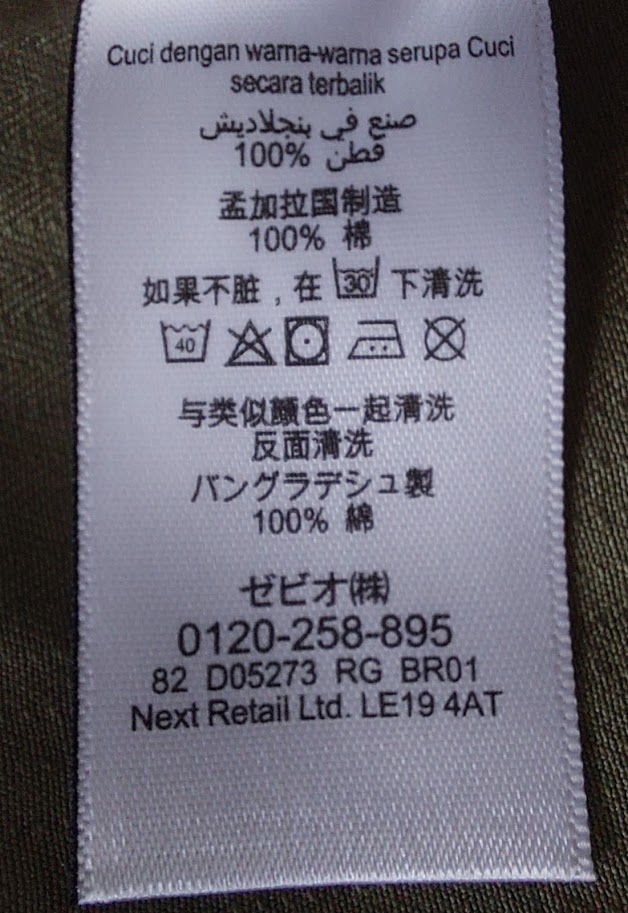 Cuci dengan warna-warna serupa Cuci
secara terbalik
صنع في بنجلاديش
100% قطن
孟加拉国制造
100% 棉
如果不脏，在 30 下清洗
40
与类似顏色一起清洗
反面清洗
バングラデシュ製
100% 綿
ゼビオ㈱
0120-258-895
82 D05273 RG BR01
Next Retail Ltd. LE19 4AT